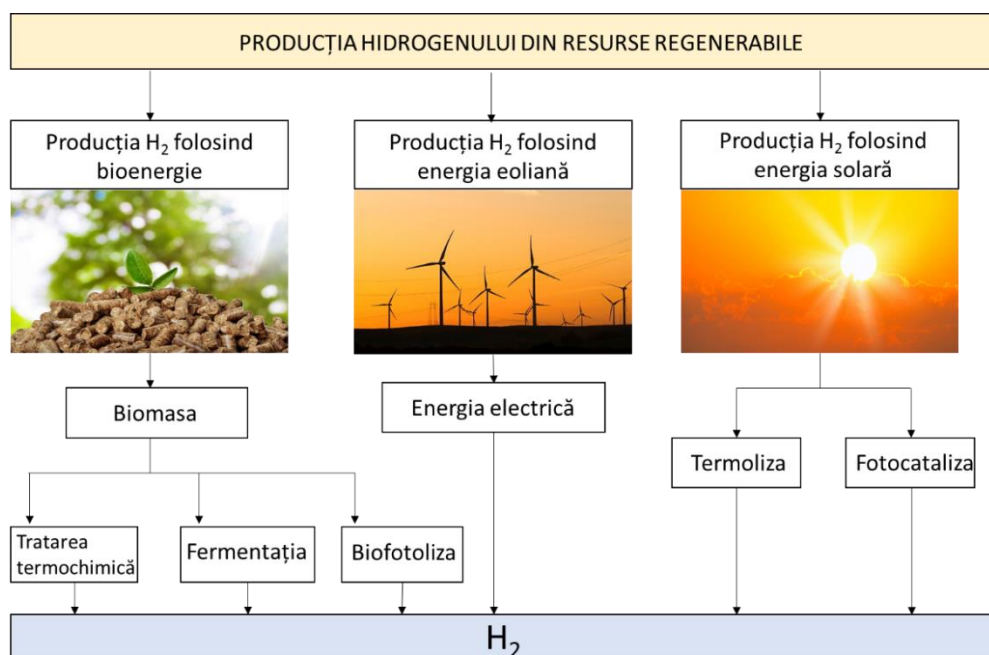 PRODUCȚIA HIDROGENULUI DIN RESURSE REGENERABILE
Producția H₂ folosind
bioenergie
Producția H₂ folosind
energia eoliană
Producția H₂ folosind
energia solară
Biomasa
Energia electrică
Termoliza
Fotocataliza
Tratarea
termochimică
Fermentația
Biofotoliza
H₂